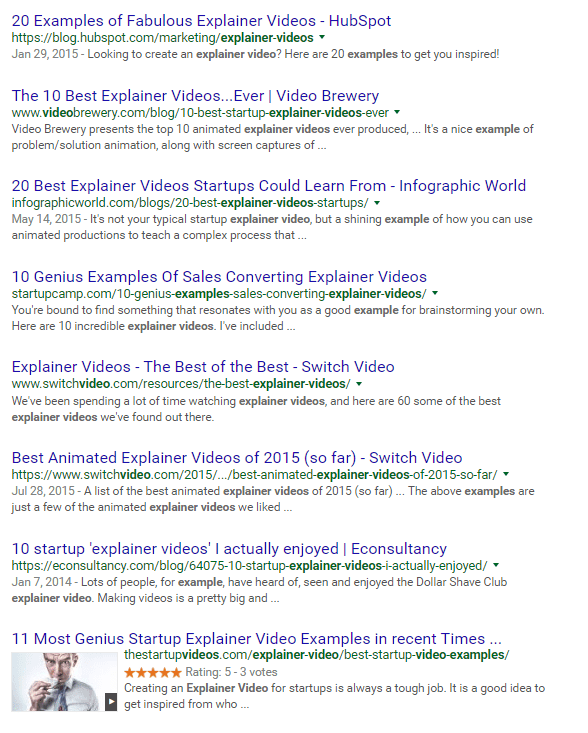 20 Examples of Fabulous Explainer Videos - HubSpot
https://blog.hubspot.com/marketing/explainer-videos
Jan 29, 2015 - Looking to create an explainer video? Here are 20 examples to get you inspired!
The 10 Best Explainer Videos...Ever | Video Brewery
www.videobrewery.com/blog/10-best-startup-explainer-videos-ever
Video Brewery presents the top 10 animated explainer videos ever produced, ... It's a nice example of
problem/solution animation, along with screen captures of ...
20 Best Explainer Videos Startups Could Learn From - Infographic World
infographicworld.com/blogs/20-best-explainer-videos-startups/
May 14, 2015 - It's not your typical startup explainer video, but a shining example of how you can use
animated productions to teach a complex process that ...
10 Genius Examples Of Sales Converting Explainer Videos
startupcamp.com/10-genius-examples-sales-converting-explainer-videos/
You're bound to find something that resonates with you as a good example for brainstorming your own.
Here are 10 incredible explainer videos. I've included ...
Explainer Videos - The Best of the Best - Switch Video
www.switchvideo.com/resources/the-best-explainer-videos/
We've been spending a lot of time watching explainer videos, and here are 60 some of the best
explainer videos we've found out there.
Best Animated Explainer Videos of 2015 (so far) - Switch Video
https://www.switchvideo.com/2015/.../best-animated-explainer-videos-of-2015-so-far/
Jul 28, 2015 - A list of the best animated explainer videos of 2015 (so far) ... The above examples are
just a few of the animated explainer videos we liked ...
10 startup 'explainer videos' I actually enjoyed | Econsultancy
https://econsultancy.com/blog/64075-10-startup-explainer-videos-i-actually-enjoyed/
Jan 7, 2014 - Lots of people, for example, have heard of, seen and enjoyed the Dollar Shave Club
explainer video. Making videos is a pretty big and ...
11 Most Genius Startup Explainer Video Examples in recent Times ...
thestartupvideos.com/explainer-video/best-startup-video-examples/
Rating: 5 - 3 votes
Creating an Explainer Video for startups is always a tough job. It is a good idea to
get inspired from who ...